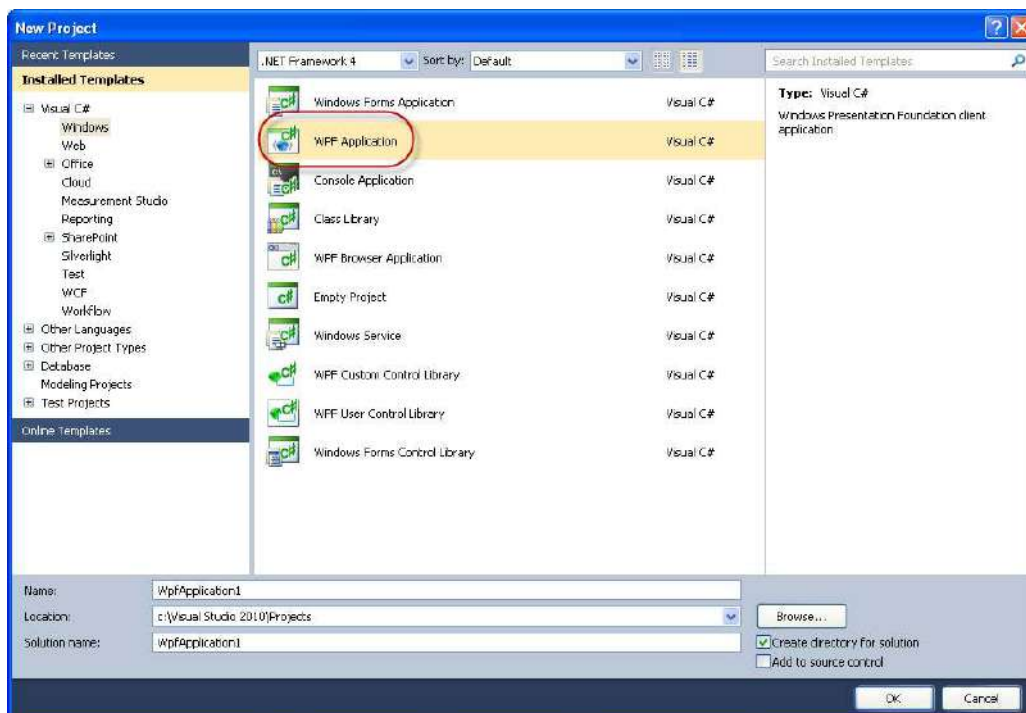 New Project
Recent Templates
Installed Templates
Visual C#
Windows
Web
Office
Cloud
Measurement Studio
Reporting
SharePoint
Silverlight
Test
WCF
Workflow
Other Languages
Other Project Types
Database
Modeling Projects
Test Projects
Online Templates
.NET Framework 4 Sort by: Default
Windows Forms Application Visual C#
WPF Application Visual C#
Console Application Visual C#
Class Library Visual C#
WPF Browser Application Visual C#
Empty Project Visual C#
Windows Service Visual C#
WPF Custom Control Library Visual C#
WPF User Control Library Visual C#
Windows Forms Control Library Visual C#
Search Installed Templates
Type: Visual C#
Windows Presentation Foundation client
application
Name: WpfApplication1
Location: c:\Visual Studio 2010\Projects Browse...
Solution name: WpfApplication1
Create directory for solution
Add to source control
OK Cancel